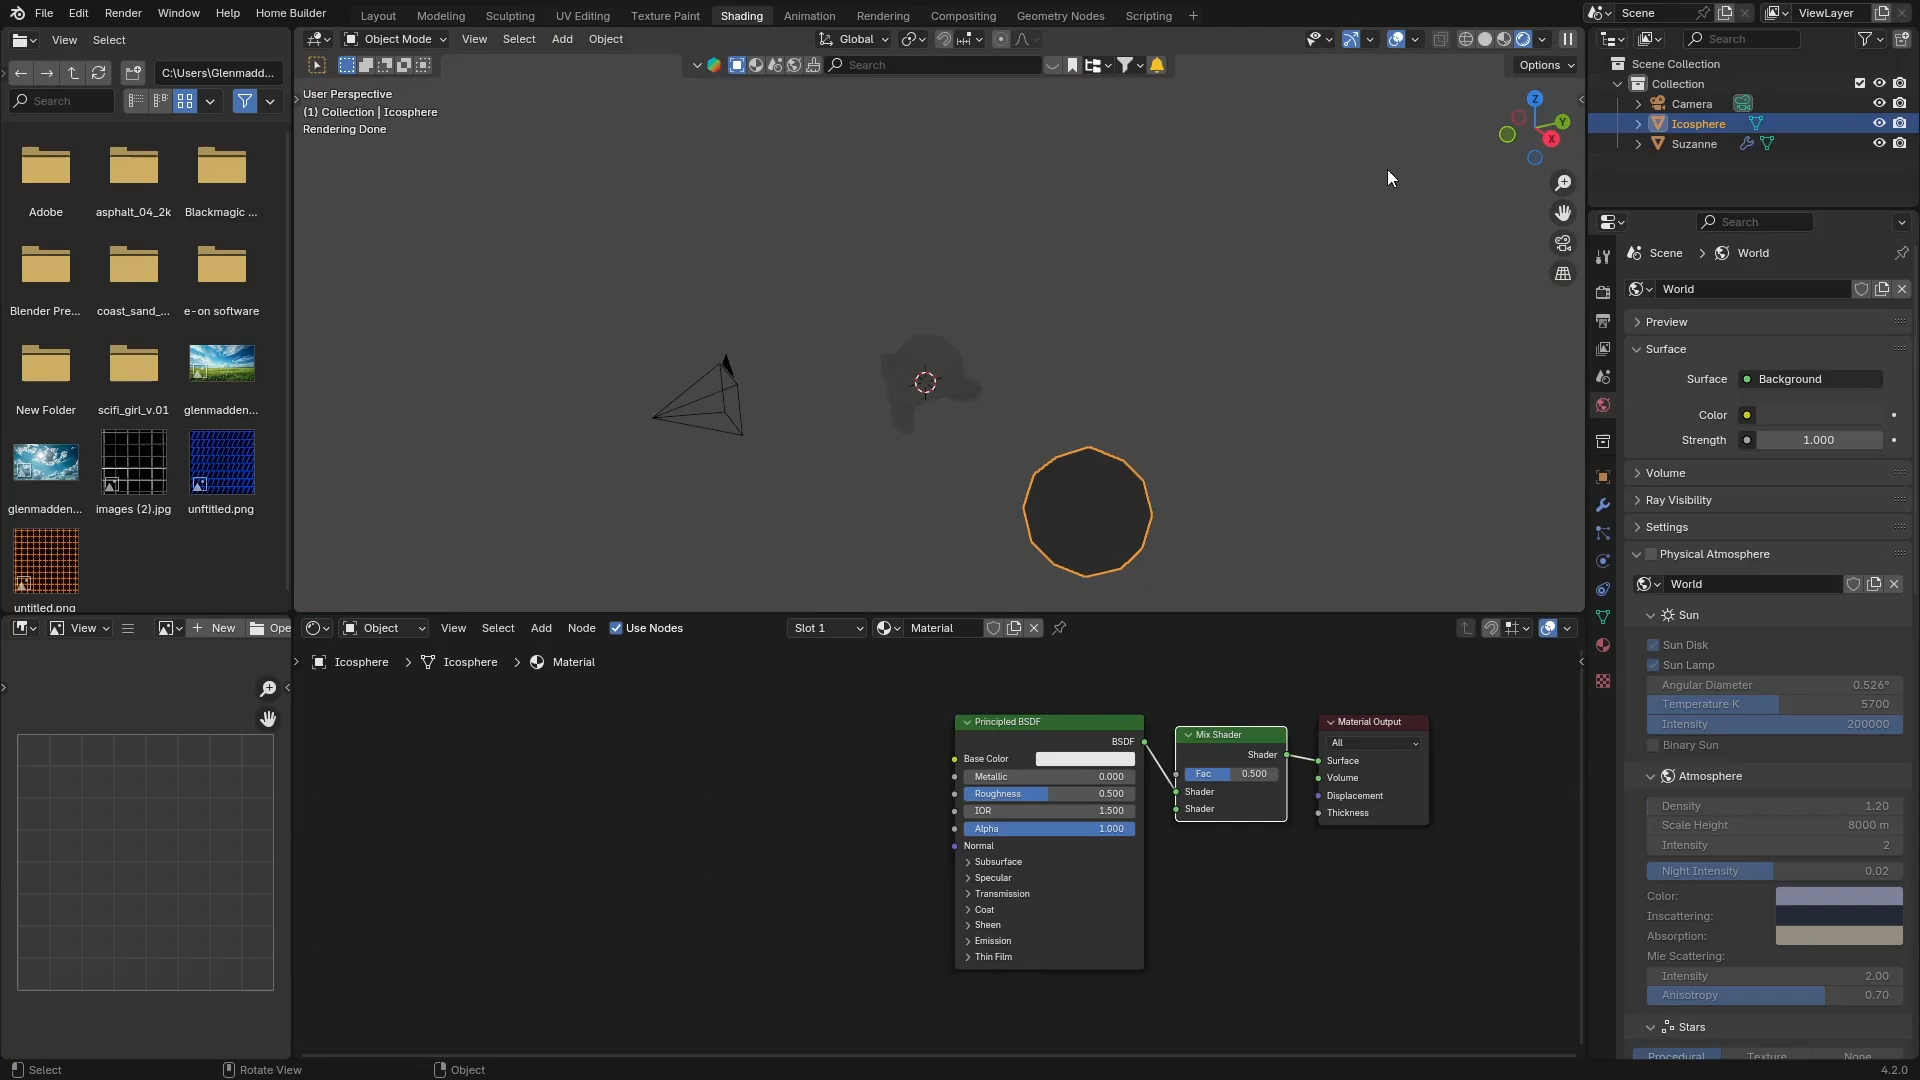 File Edit Render Window Help Home Builder Layout Modeling Sculpting UV Editing Texture Paint Shading Animation Rendering Compositing Geometry Nodes Scripting + Scene ViewLayer
View Select Object Mode View Select Add Object Global Search
C:\Users\Glenmadd... Search Options
Search
User Perspective
(1) Collection | Icosphere
Rendering Done
Z
Y
X
Adobe asphalt_04_2k Blackmagic ...
Blender Pre... coast_sand_... e-on software
New Folder scifi_girl_v.01 glenmadden...
glenmadden... images (2).jpg unftitled.png
untitled.png
View New Ope
Object View Select Add Node Use Nodes Slot 1 Material
Icosphere > Icosphere > Material
Principled BSDF
BSDF
Base Color
Metallic 0.000
Roughness 0.500
IOR 1.500
Alpha 1.000
Normal
Subsurface
Specular
Transmission
Coat
Sheen
Emission
Thin Film
Mix Shader
Shader
Fac 0.500
Shader
Shader
Material Output
All
Surface
Volume
Displacement
Thickness
Scene Collection
Collection
Camera
Icosphere
Suzanne
Search
Scene > World
World
Preview
Surface
Surface Background
Color
Strength 1.000
Volume
Ray Visibility
Settings
Physical Atmosphere
World
Sun
Sun Disk
Sun Lamp
Angular Diameter 0.526°
Temperature K 5700
Intensity 200000
Binary Sun
Atmosphere
Density 1.20
Scale Height 8000 m
Intensity 2
Night Intensity 0.02
Color:
Inscattering:
Absorption:
Mie Scattering:
Intensity 2.00
Anisotropy 0.70
Stars
Procedural Texture None
Select Rotate View Object 4.2.0